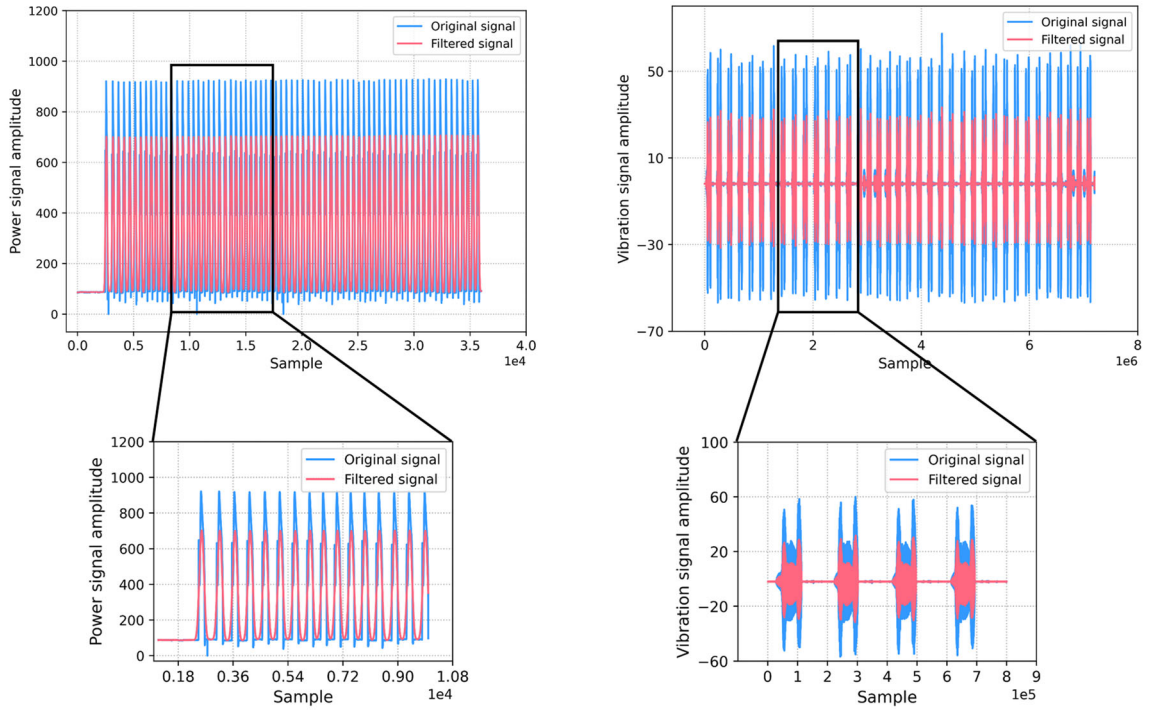 Power signal amplitude
1200
1000
800
600
400
200
0
Original signal
Filtered signal
0.0 0.5 1.0 1.5 2.0 2.5 3.0 3.5 4.0
1e4
Sample
Vibration signal amplitude
50
10
−30
−70
Original signal
Filtered signal
0 2 4 6 8
1e6
Sample
Power signal amplitude
1200
1000
800
600
400
200
0
Original signal
Filtered signal
0.18 0.36 0.54 0.72 0.90 1.08
1e4
Sample
Vibration signal amplitude
100
60
20
−20
−60
Original signal
Filtered signal
0 1 2 3 4 5 6 7 8 9
1e5
Sample